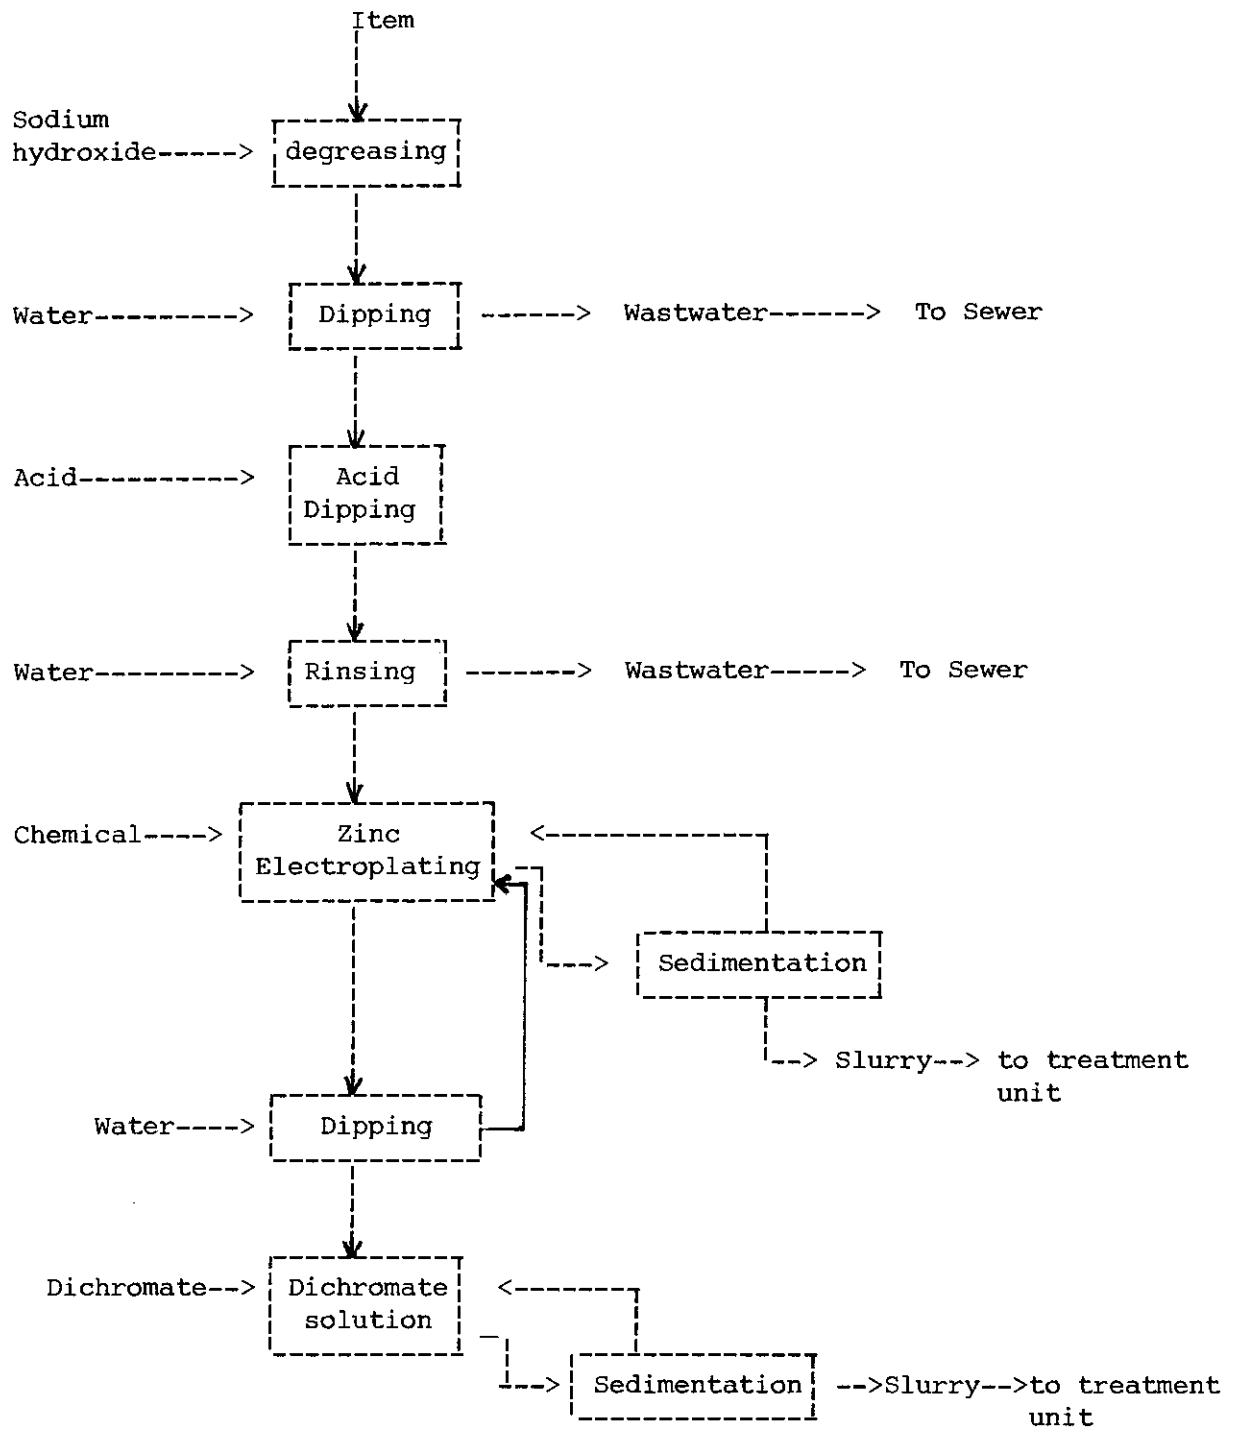 Item
Sodium
hydroxide------> degreasing
Water----------> Dipping ------> Wastwater------> To Sewer
Acid-----------> Acid
Dipping
Water----------> Rinsing -------> Wastwater-----> To Sewer
Chemical----> Zinc
Electroplating
Sedimentation
--> Slurry--> to treatment
unit
Water----> Dipping
Dichromate--> Dichromate
solution
Sedimentation -->Slurry-->to treatment
unit